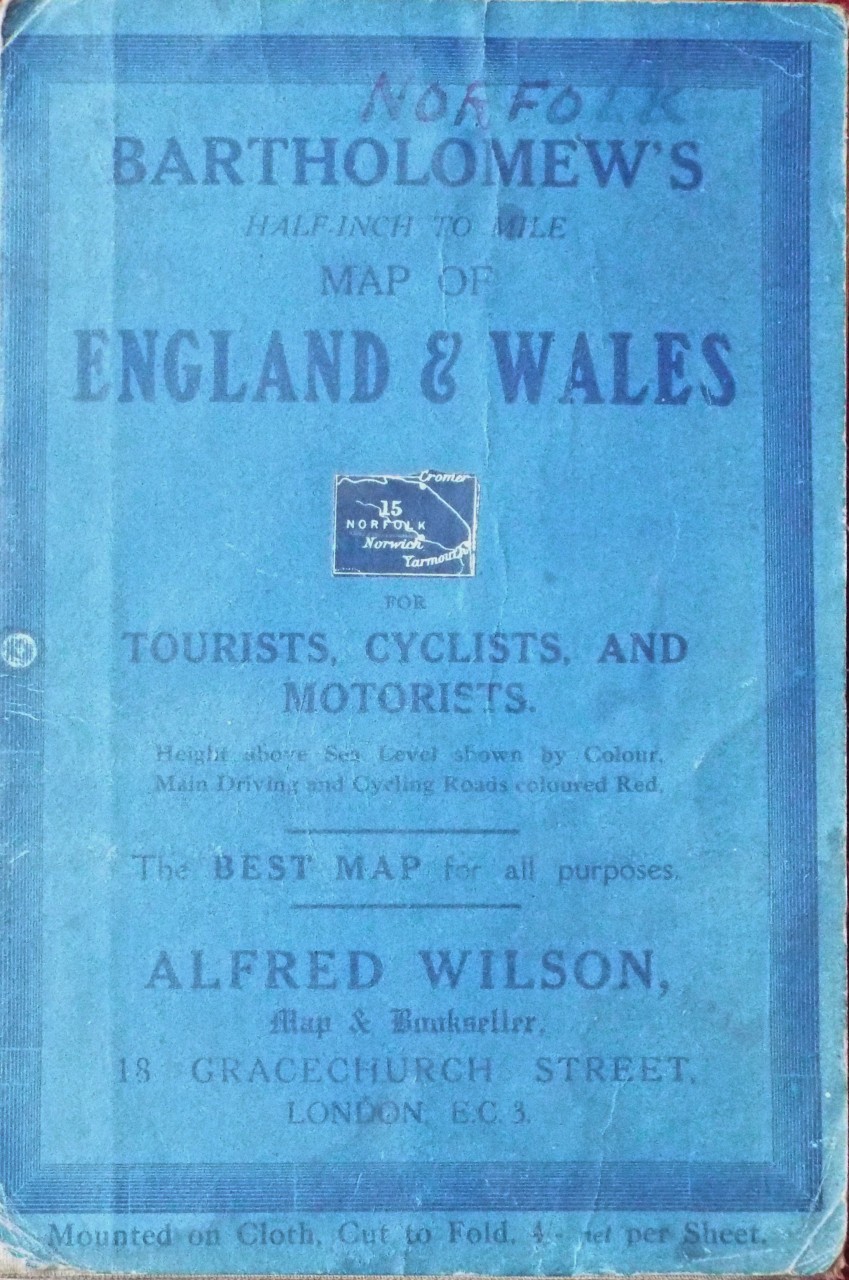 NORFOLK
BARTHOLOMEW'S
HALF-INCH TO MILE
MAP OF
ENGLAND & WALES
Cromer
15
NORFOLK
Norwich
Yarmouth
FOR
TOURISTS, CYCLISTS, AND
MOTORISTS.
Height above Sea Level shown by Colour.
Main Driving and Cycling Roads coloured Red.
The BEST MAP for all purposes.
ALFRED WILSON,
Map & Bookseller,
18 GRACECHURCH STREET,
LONDON, E.C. 3.
Mounted on Cloth, Cut to Fold, 4/- net per Sheet.